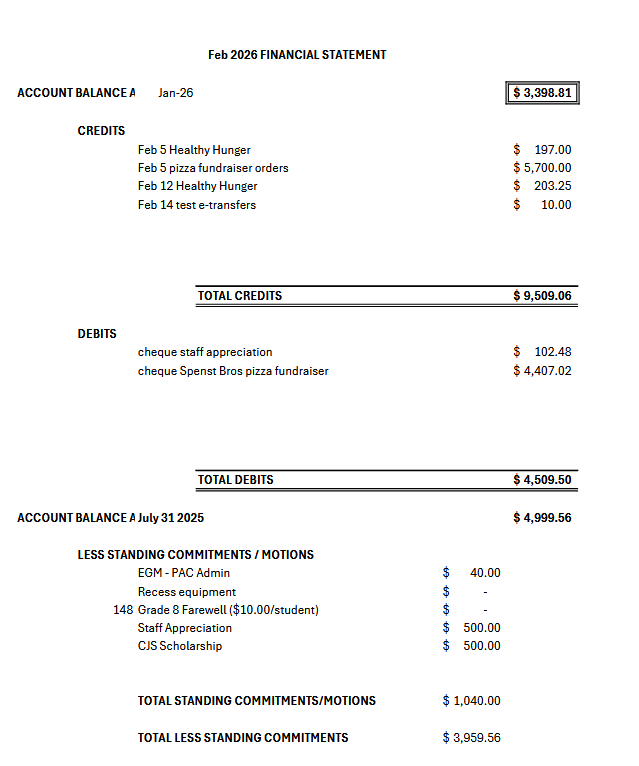 Feb 2026 FINANCIAL STATEMENT
ACCOUNT BALANCE A Jan-26 $ 3,398.81
CREDITS
Feb 5 Healthy Hunger $ 197.00
Feb 5 pizza fundraiser orders $ 5,700.00
Feb 12 Healthy Hunger $ 203.25
Feb 14 test e-transfers $ 10.00
TOTAL CREDITS $ 9,509.06
DEBITS
cheque staff appreciation $ 102.48
cheque Spenst Bros pizza fundraiser $ 4,407.02
TOTAL DEBITS $ 4,509.50
ACCOUNT BALANCE A July 31 2025 $ 4,999.56
LESS STANDING COMMITMENTS / MOTIONS
EGM - PAC Admin $ 40.00
Recess equipment $ -
148 Grade 8 Farewell ($10.00/student) $ -
Staff Appreciation $ 500.00
CJS Scholarship $ 500.00
TOTAL STANDING COMMITMENTS/MOTIONS $ 1,040.00
TOTAL LESS STANDING COMMITMENTS $ 3,959.56